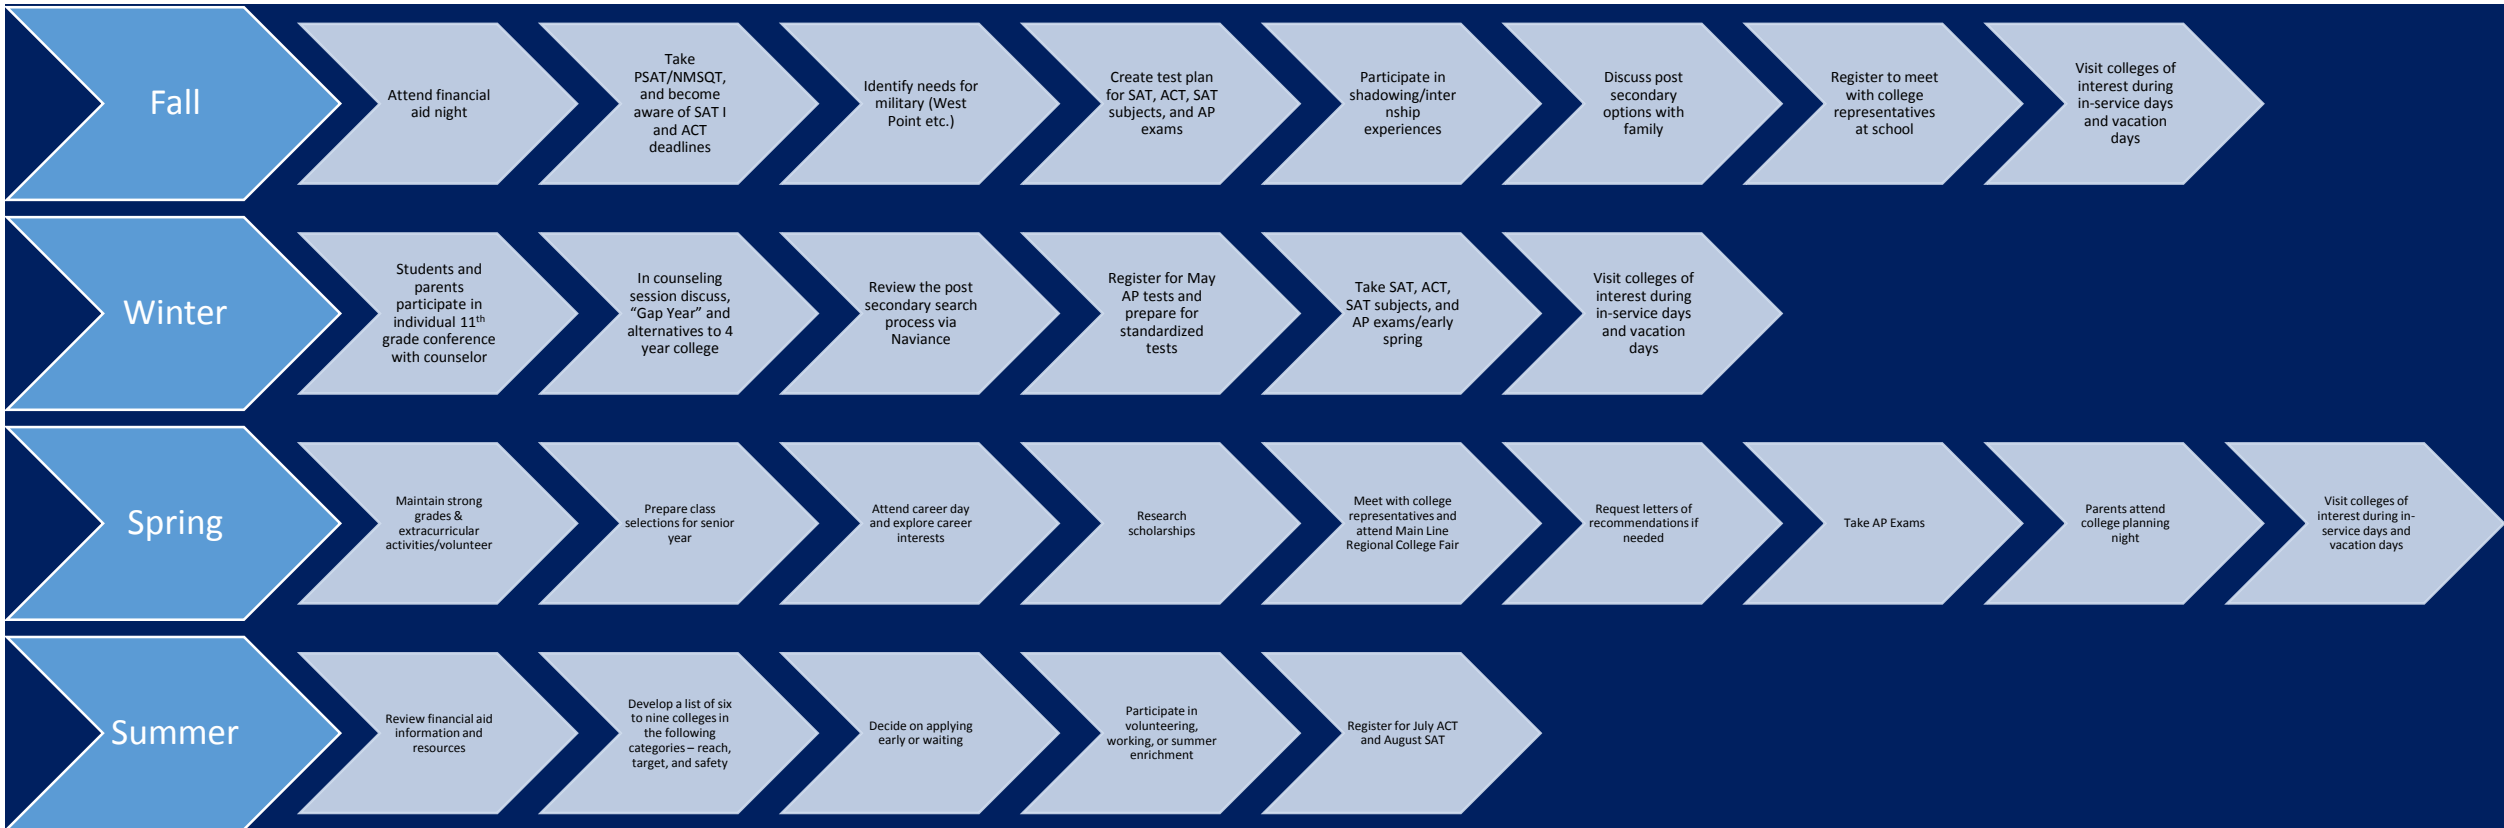 Fall
Attend financial
aid night
Take
PSAT/NMSQT,
and become
aware of SAT I
and ACT
deadlines
Identify needs for
military (West
Point etc.)
Create test plan
for SAT, ACT, SAT
subjects, and AP
exams
Participate in
shadowing/inter
nship
experiences
Discuss post
secondary
options with
family
Register to meet
with college
representatives
at school
Visit colleges of
interest during
in-service days
and vacation
days
Winter
Students and
parents
participate in
individual 11th
grade conference
with counselor
In counseling
session discuss,
“Gap Year” and
alternatives to 4
year college
Review the post
secondary search
process via
Naviance
Register for May
AP tests and
prepare for
standardized
tests
Take SAT, ACT,
SAT subjects, and
AP exams/early
spring
Visit colleges of
interest during
in-service days
and vacation
days
Spring
Maintain strong
grades &
extracurricular
activities/volunteer
Prepare class
selections for senior
year
Attend career day
and explore career
interests
Research
scholarships
Meet with college
representatives and
attend Main Line
Regional College Fair
Request letters of
recommendations if
needed
Take AP Exams
Parents attend
college planning
night
Visit colleges of
interest during in-
service days and
vacation days
Summer
Review financial aid
information and
resources
Develop a list of six
to nine colleges in
the following
categories – reach,
target, and safety
Decide on applying
early or waiting
Participate in
volunteering,
working, or summer
enrichment
Register for July ACT
and August SAT